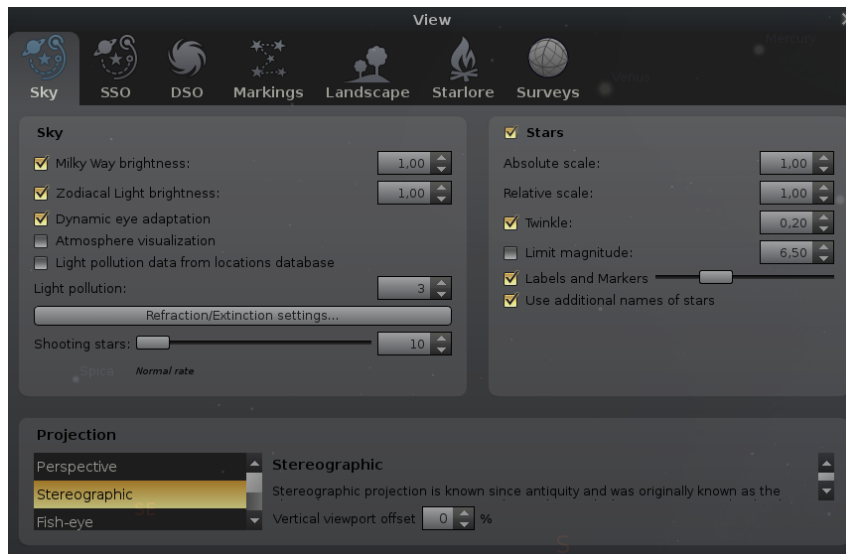 View
Mercury
Venus
Sky SSO DSO Markings Landscape Starlore Surveys
Sky
Milky Way brightness: 1,00
Zodiacal Light brightness: 1,00
Dynamic eye adaptation
Atmosphere visualization
Light pollution data from locations database
Light pollution: 3
Refraction/Extinction settings...
Shooting stars: 10
Spica
Normal rate
Stars
Absolute scale: 1,00
Relative scale: 1,00
Twinkle: 0,20
Limit magnitude: 6,50
Labels and Markers
Use additional names of stars
Projection
Perspective
Stereographic
Fish-eye
SE
Stereographic
Stereographic projection is known since antiquity and was originally known as the
Vertical viewport offset 0 %
S